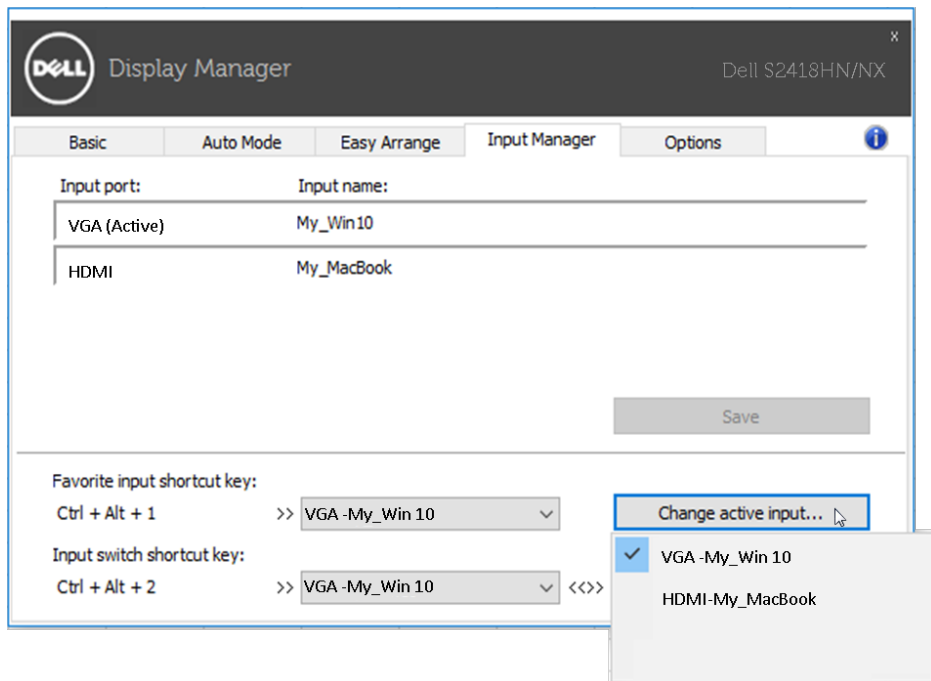 x
DELL Display Manager
Dell S2418HN/NX
Basic Auto Mode Easy Arrange Input Manager Options i
Input port: Input name:
VGA (Active) My_Win10
HDMI My_MacBook
Save
Favorite input shortcut key:
Ctrl + Alt + 1 >> VGA -My_Win 10 Change active input...
Input switch shortcut key:
VGA -My_Win 10
Ctrl + Alt + 2 >> VGA -My_Win 10 <<>>
HDMI-My_MacBook